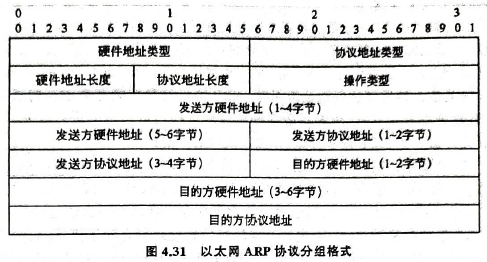 0 1 2 3
0 1 2 3 4 5 6 7 8 9 0 1 2 3 4 5 6 7 8 9 0 1 2 3 4 5 6 7 8 9 0 1
硬件地址类型 协议地址类型
硬件地址长度 协议地址长度 操作类型
发送方硬件地址（1~4字节）
发送方硬件地址（5~6字节） 发送方协议地址（1~2字节）
发送方协议地址（3~4字节） 目的方硬件地址（1~2字节）
目的方硬件地址（3~6字节）
目的方协议地址
图 4.31 以太网 ARP 协议分组格式